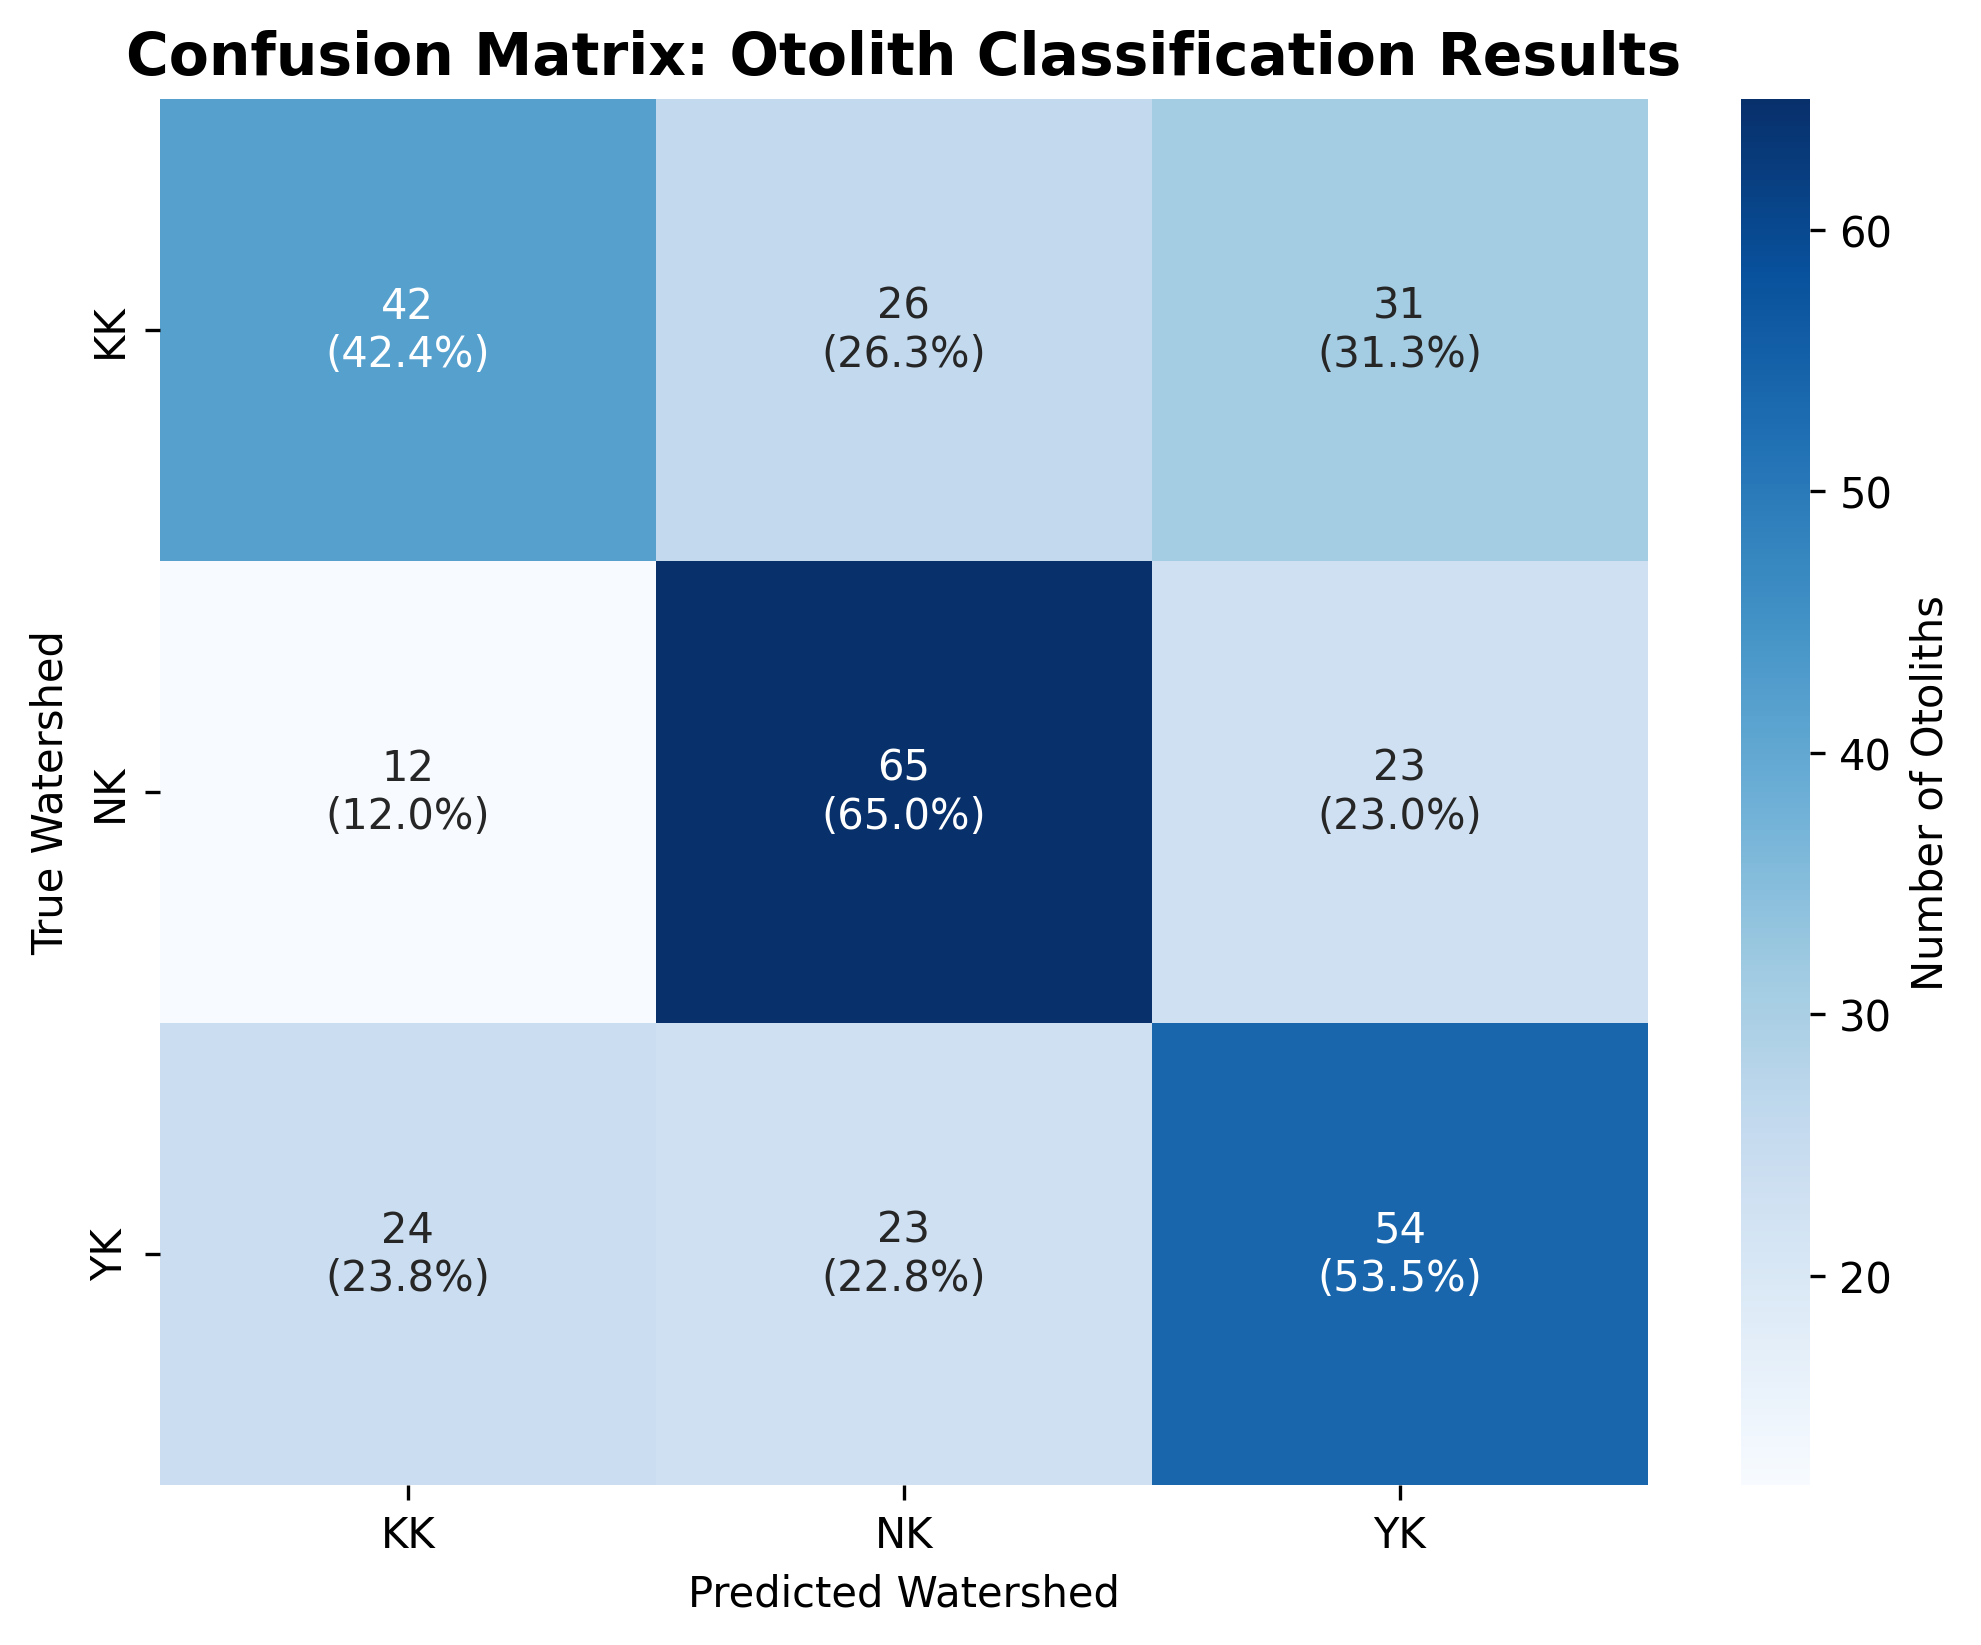 Confusion Matrix: Otolith Classification Results
True Watershed
KK
NK
YK
42
(42.4%)
26
(26.3%)
31
(31.3%)
12
(12.0%)
65
(65.0%)
23
(23.0%)
24
(23.8%)
23
(22.8%)
54
(53.5%)
KK
NK
YK
Predicted Watershed
60
50
40
30
20
Number of Otoliths